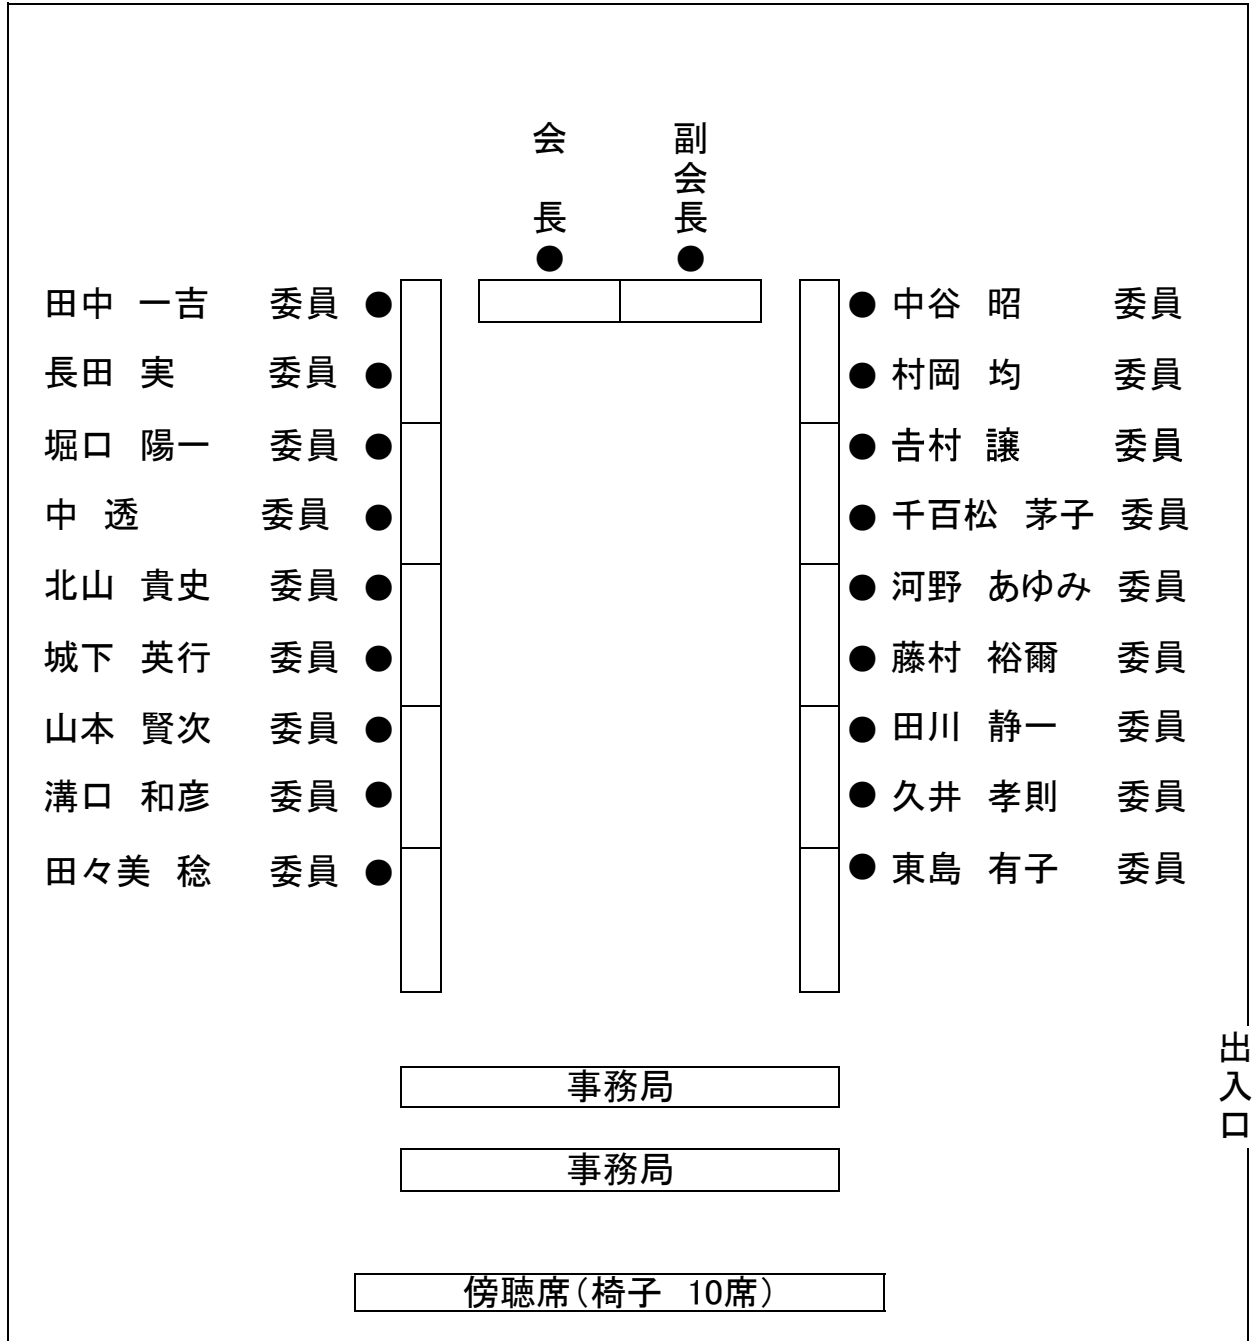 会長
副会長
田中 一吉 委員
長田 実 委員
堀口 陽一 委員
中 透 委員
北山 貴史 委員
城下 英行 委員
山本 賢次 委員
溝口 和彦 委員
田々美 稔 委員
中谷 昭 委員
村岡 均 委員
𠮷村 譲 委員
千百松 茅子 委員
河野 あゆみ 委員
藤村 裕爾 委員
田川 静一 委員
久井 孝則 委員
東島 有子 委員
出入口
事務局
事務局
傍聴席(椅子 10席)